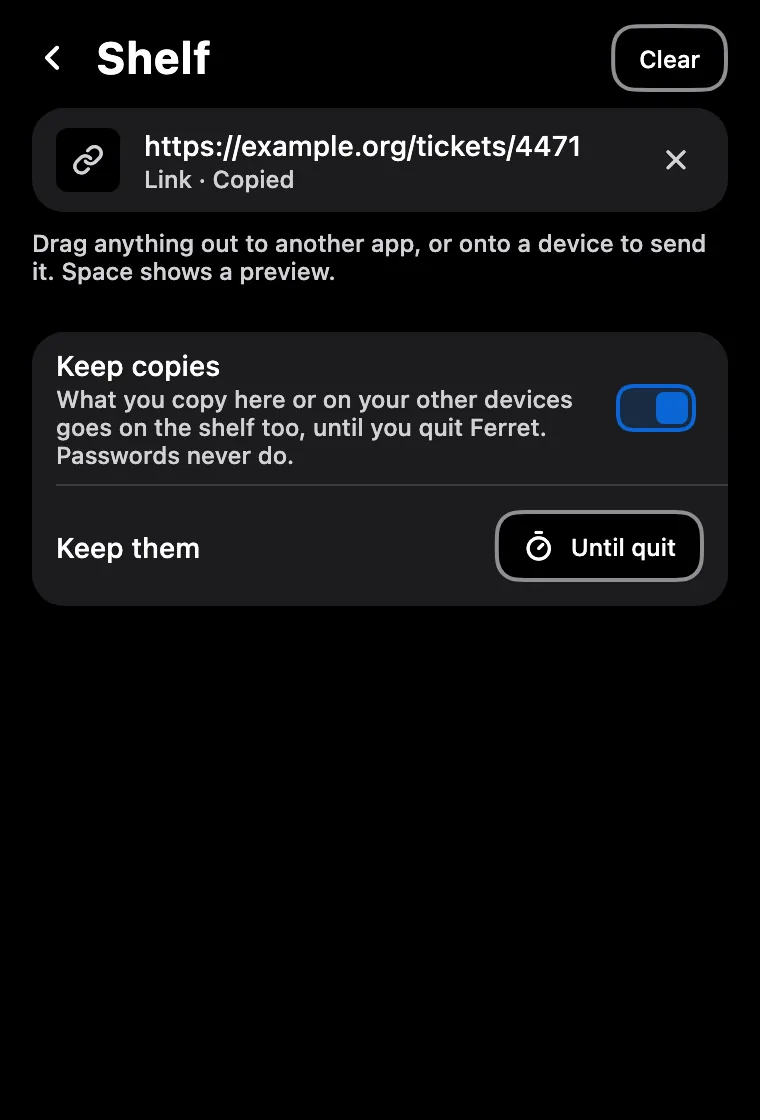 Shelf
Clear
https://example.org/tickets/4471
Link · Copied
Drag anything out to another app, or onto a device to send
it. Space shows a preview.
Keep copies
What you copy here or on your other devices
goes on the shelf too, until you quit Ferret.
Passwords never do.
Keep them
Until quit